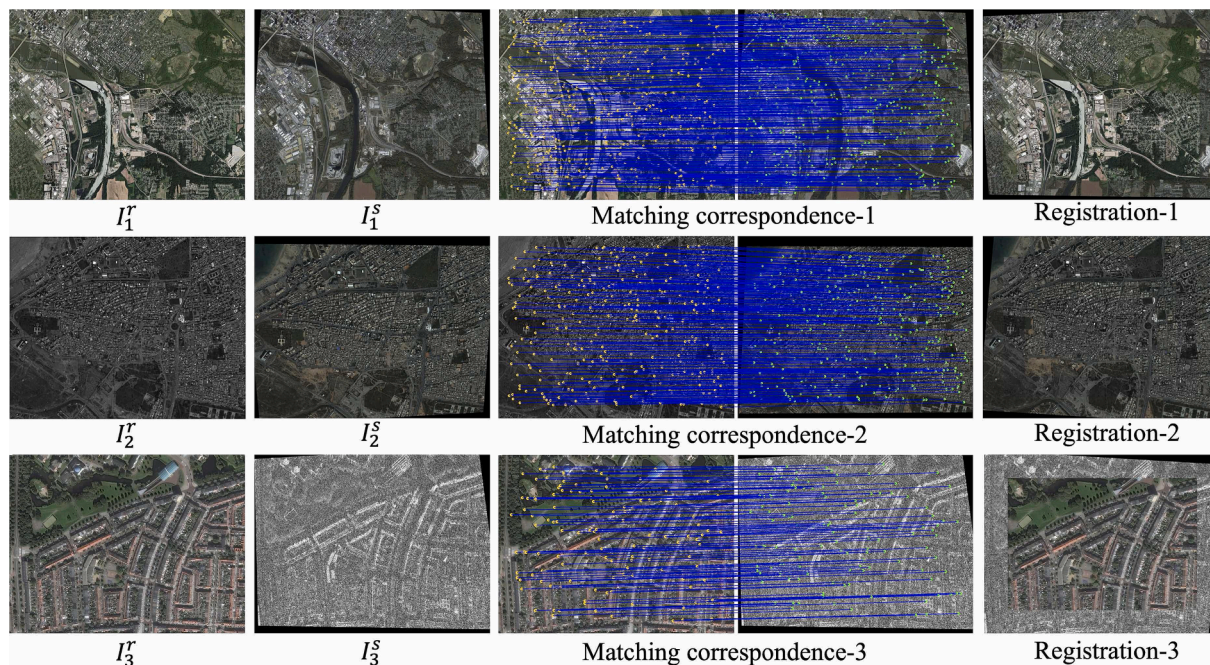 I_1^r I_1^s Matching correspondence-1 Registration-1
I_2^r I_2^s Matching correspondence-2 Registration-2
I_3^r I_3^s Matching correspondence-3 Registration-3